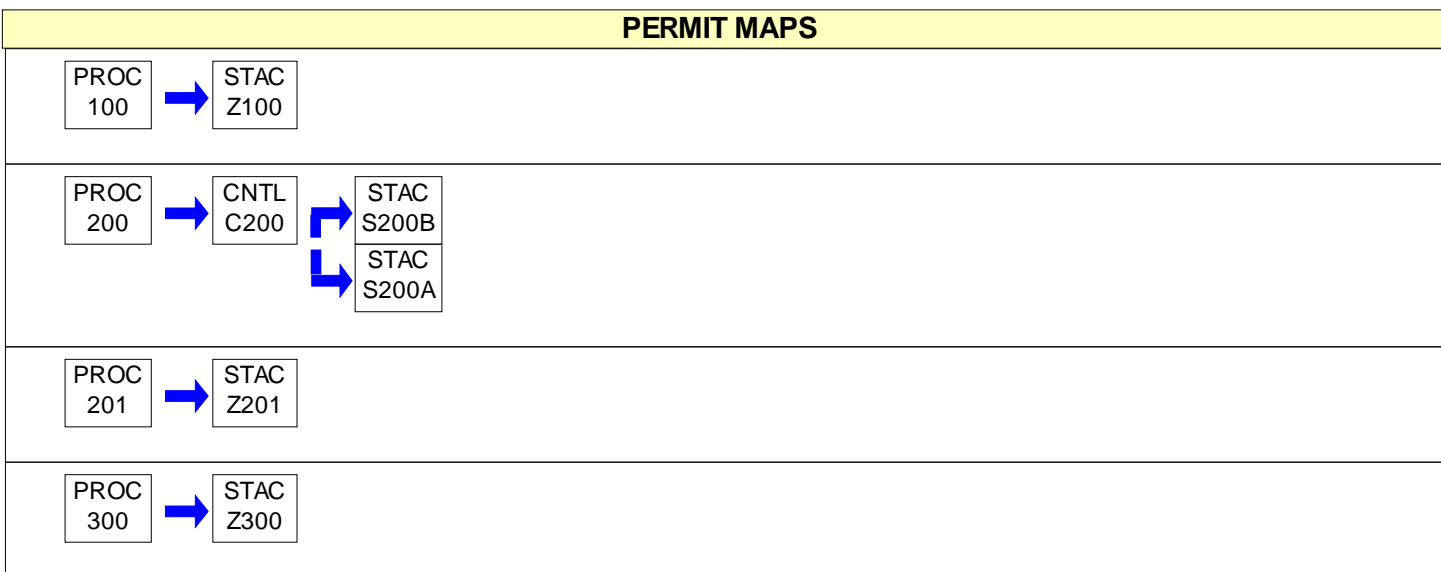 PERMIT MAPS
PROC
100
STAC
Z100
PROC
200
CNTL
C200
STAC
S200B
STAC
S200A
PROC
201
STAC
Z201
PROC
300
STAC
Z300